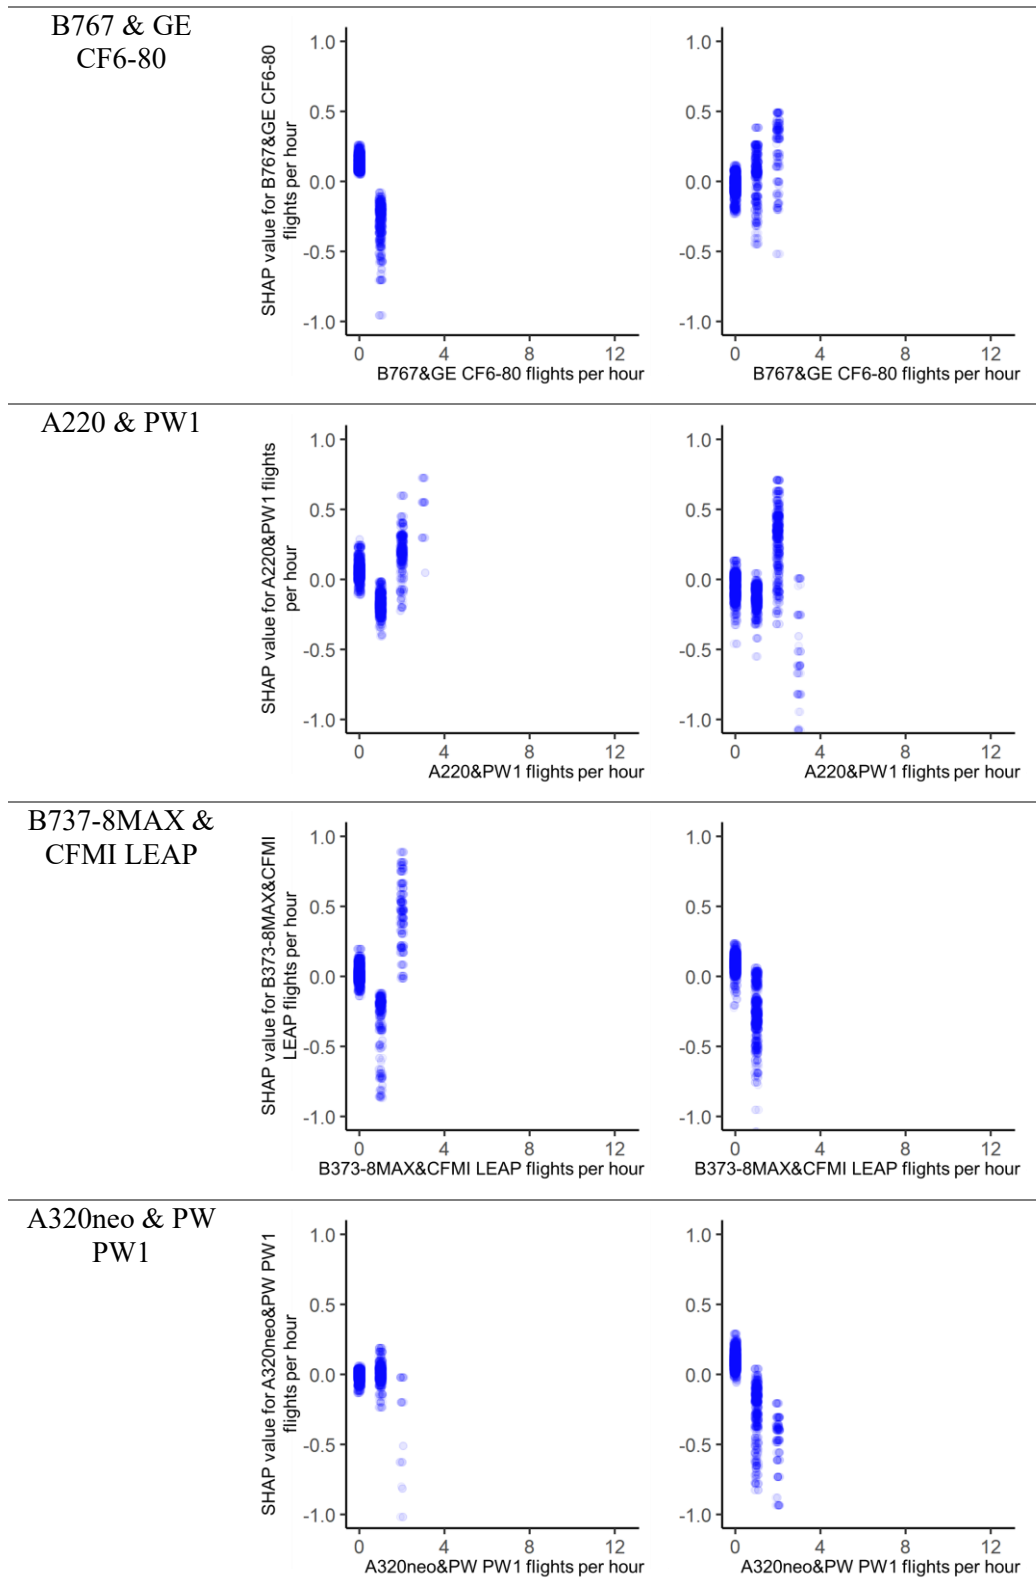 B767 & GE
CF6-80
SHAP value for B767&GE CF6-80
flights per hour
1.0
0.5
0.0
-0.5
-1.0
0 4 8 12
B767&GE CF6-80 flights per hour
1.0
0.5
0.0
-0.5
-1.0
0 4 8 12
B767&GE CF6-80 flights per hour
A220 & PW1
SHAP value for A220&PW1 flights
per hour
1.0
0.5
0.0
-0.5
-1.0
0 4 8 12
A220&PW1 flights per hour
1.0
0.5
0.0
-0.5
-1.0
0 4 8 12
A220&PW1 flights per hour
B737-8MAX &
CFMI LEAP
SHAP value for B373-8MAX&CFMI
LEAP flights per hour
1.0
0.5
0.0
-0.5
-1.0
0 4 8 12
B373-8MAX&CFMI LEAP flights per hour
1.0
0.5
0.0
-0.5
-1.0
0 4 8 12
B373-8MAX&CFMI LEAP flights per hour
A320neo & PW
PW1
SHAP value for A320neo&PW PW1
flights per hour
1.0
0.5
0.0
-0.5
-1.0
0 4 8 12
A320neo&PW PW1 flights per hour
1.0
0.5
0.0
-0.5
-1.0
0 4 8 12
A320neo&PW PW1 flights per hour